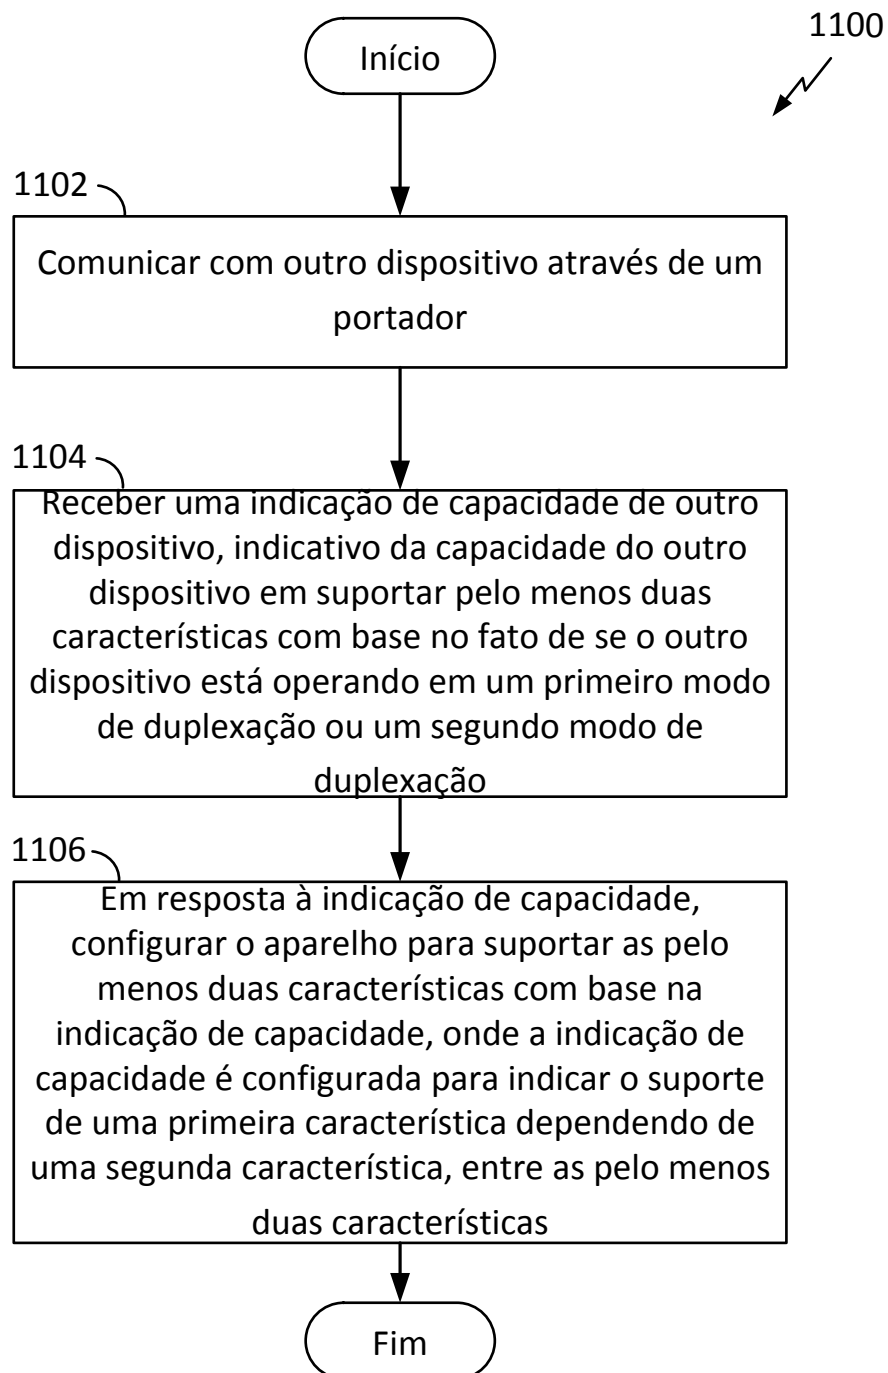 1100
Início
1102
Comunicar com outro dispositivo através de um
portador
1104
Receber uma indicação de capacidade de outro
dispositivo, indicativo da capacidade do outro
dispositivo em suportar pelo menos duas
características com base no fato de se o outro
dispositivo está operando em um primeiro modo
de duplexação ou um segundo modo de
duplexação
1106
Em resposta à indicação de capacidade,
configurar o aparelho para suportar as pelo
menos duas características com base na
indicação de capacidade, onde a indicação de
capacidade é configurada para indicar o suporte
de uma primeira característica dependendo de
uma segunda característica, entre as pelo menos
duas características
Fim